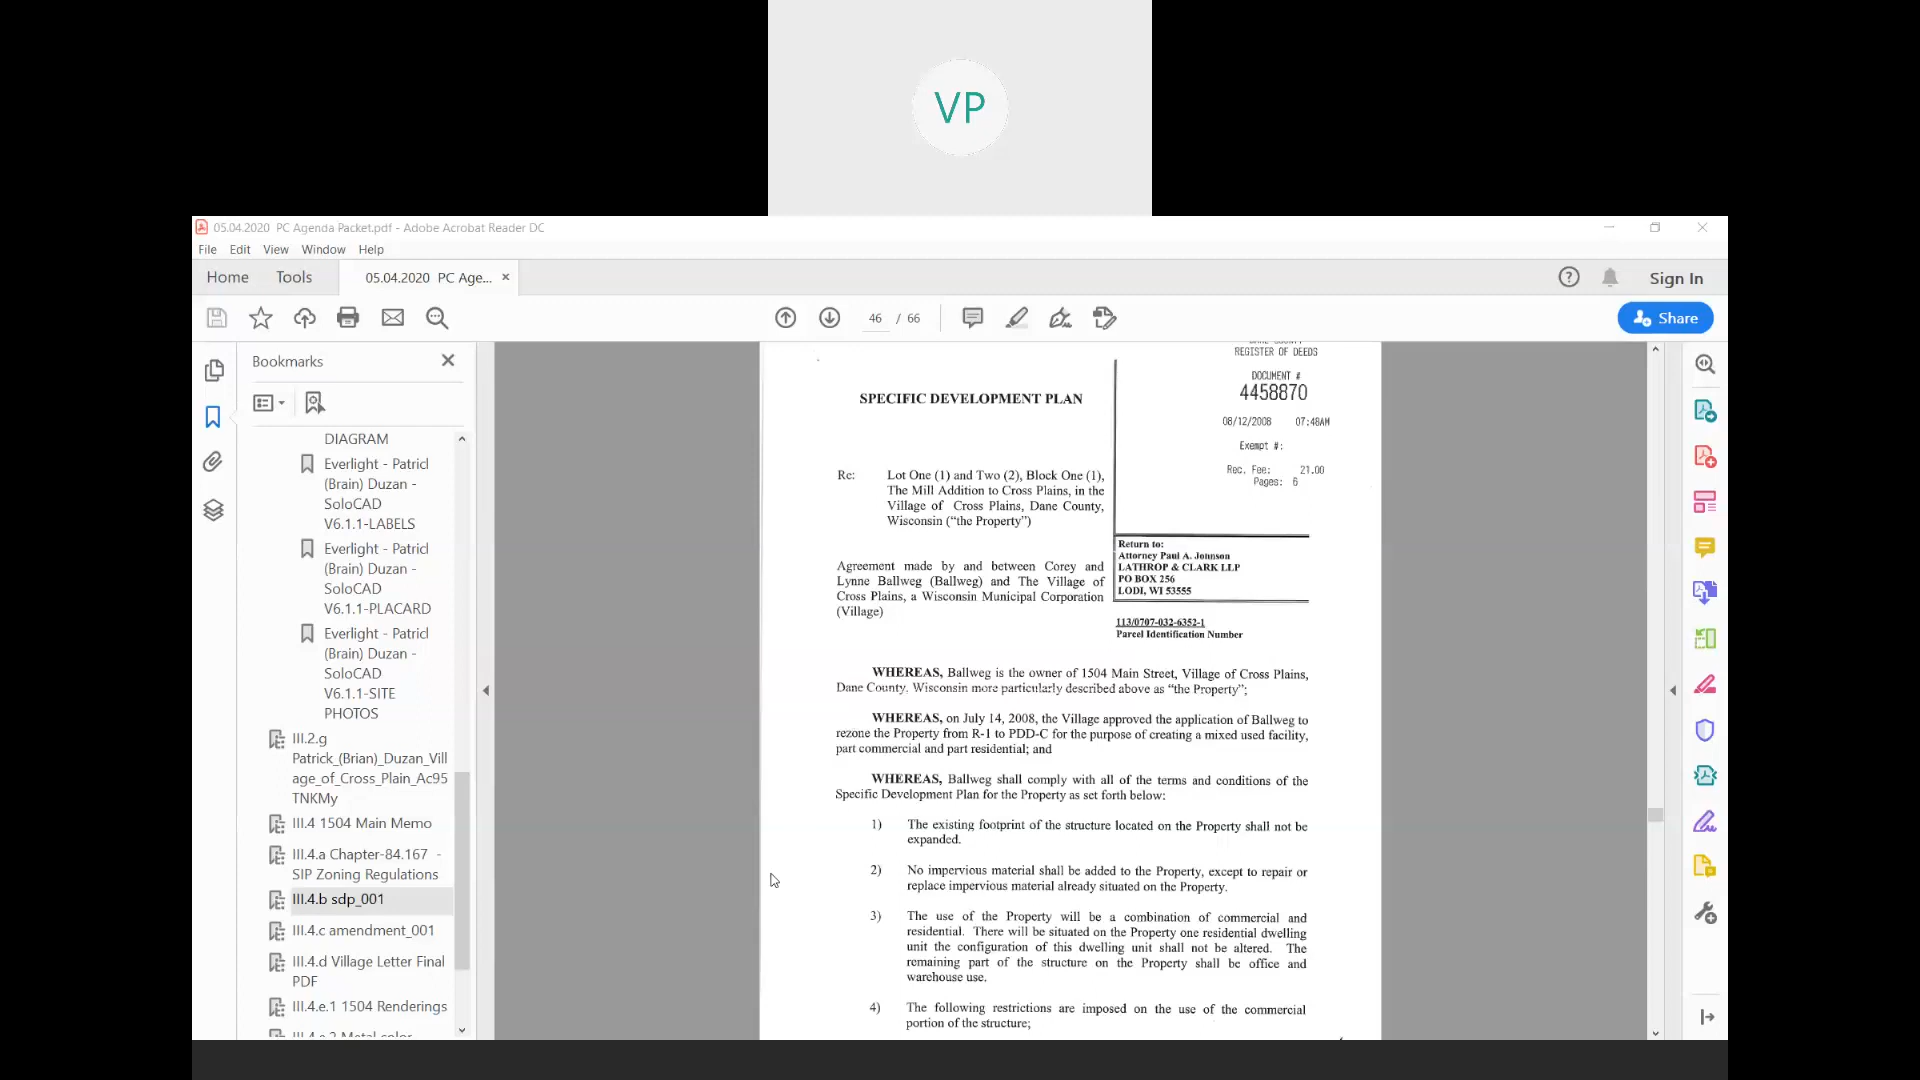 VP
05.04.2020 PC Agenda Packet.pdf - Adobe Acrobat Reader DC
File Edit View Window Help
Home Tools 05.04.2020 PC Age... × Sign In
46 / 66 Share
Bookmarks
DIAGRAM
Everlight - Patricl
(Brain) Duzan -
SoloCAD
V6.1.1-LABELS
Everlight - Patricl
(Brain) Duzan -
SoloCAD
V6.1.1-PLACARD
Everlight - Patricl
(Brain) Duzan -
SoloCAD
V6.1.1-SITE
PHOTOS
III.2.g
Patrick_(Brian)_Duzan_Vill
age_of_Cross_Plain_Ac95
TNKMy
III.4 1504 Main Memo
III.4.a Chapter-84.167 -
SIP Zoning Regulations
III.4.b sdp_001
III.4.c amendment_001
III.4.d Village Letter Final
PDF
III.4.e.1 1504 Renderings
REGISTER OF DEEDS
DOCUMENT #
4458870
08/12/2008 07:48AM
Exempt #:
Rec. Fee: 21.00
Pages: 6
SPECIFIC DEVELOPMENT PLAN
Re: Lot One (1) and Two (2), Block One (1),
The Mill Addition to Cross Plains, in the
Village of Cross Plains, Dane County,
Wisconsin (“the Property”)
Agreement made by and between Corey and
Lynne Ballweg (Ballweg) and The Village of
Cross Plains, a Wisconsin Municipal Corporation
(Village)
Return to:
Attorney Paul A. Johnson
LATHROP & CLARK LLP
PO BOX 256
LODI, WI 53555
113/0707-032-6352-1
Parcel Identification Number
WHEREAS, Ballweg is the owner of 1504 Main Street, Village of Cross Plains,
Dane County, Wisconsin more particularly described above as “the Property”;
WHEREAS, on July 14, 2008, the Village approved the application of Ballweg to
rezone the Property from R-1 to PDD-C for the purpose of creating a mixed used facility,
part commercial and part residential; and
WHEREAS, Ballweg shall comply with all of the terms and conditions of the
Specific Development Plan for the Property as set forth below:
1) The existing footprint of the structure located on the Property shall not be
expanded.
2) No impervious material shall be added to the Property, except to repair or
replace impervious material already situated on the Property.
3) The use of the Property will be a combination of commercial and
residential. There will be situated on the Property one residential dwelling
unit the configuration of this dwelling unit shall not be altered. The
remaining part of the structure on the Property shall be office and
warehouse use.
4) The following restrictions are imposed on the use of the commercial
portion of the structure;